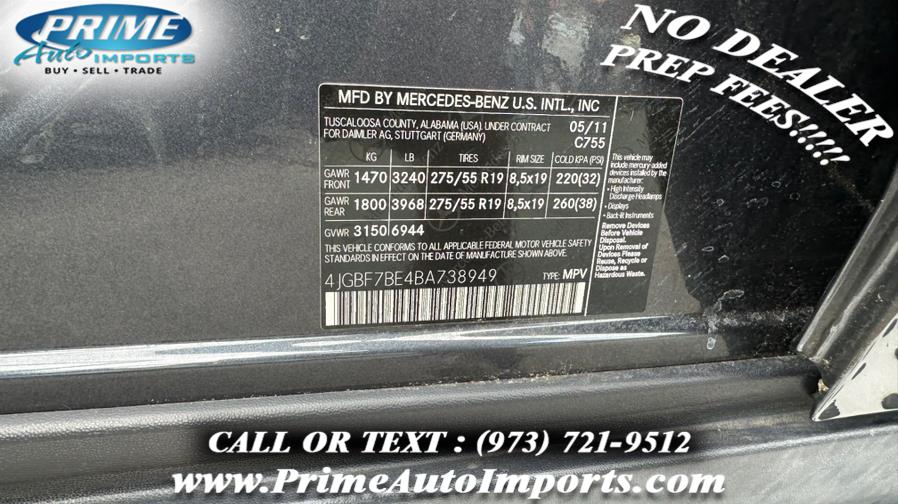 PRIME
Auto IMPORTS
BUY • SELL • TRADE
NO DEALER
PREP FEES!!!!!
MFD BY MERCEDES-BENZ U.S. INTL., INC
TUSCALOOSA COUNTY, ALABAMA (USA). UNDER CONTRACT 05/11
FOR DAIMLER AG, STUTTGART (GERMANY) C755
KG LB TIRES RIM SIZE COLD KPA (PSI)
GAWR FRONT 1470 3240 275/55 R19 8,5x19 220(32)
GAWR REAR 1800 3968 275/55 R19 8,5x19 260(38)
GVWR 3150 6944
THIS VEHICLE CONFORMS TO ALL APPLICABLE FEDERAL MOTOR VEHICLE SAFETY
STANDARDS IN EFFECT ON THE DATE OF MANUFACTURE SHOWN ABOVE.
4JGBF7BE4BA738949 TYPE: MPV
This vehicle may
include mercury
added devices
installed by the
manufacturer:
• High Intensity
Discharge Headlamps
• Displays
• Back-lit Instruments
Remove Devices
Before Vehicle
Disposal.
Upon Removal of
Devices Please
Reuse, Recycle or
Dispose as
Hazardous Waste.
CALL OR TEXT : (973) 721-9512
www.PrimeAutoImports.com